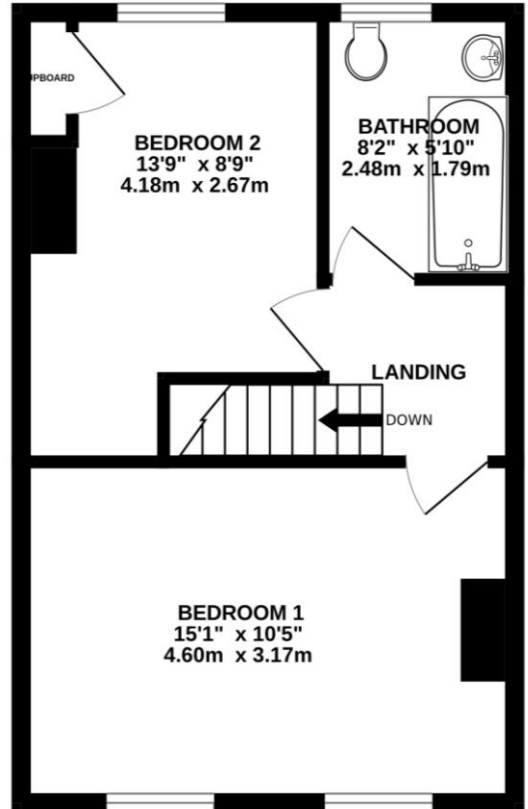 UPBOARD
BEDROOM 2
13'9" x 8'9"
4.18m x 2.67m
BATHROOM
8'2" x 5'10"
2.48m x 1.79m
LANDING
DOWN
BEDROOM 1
15'1" x 10'5"
4.60m x 3.17m